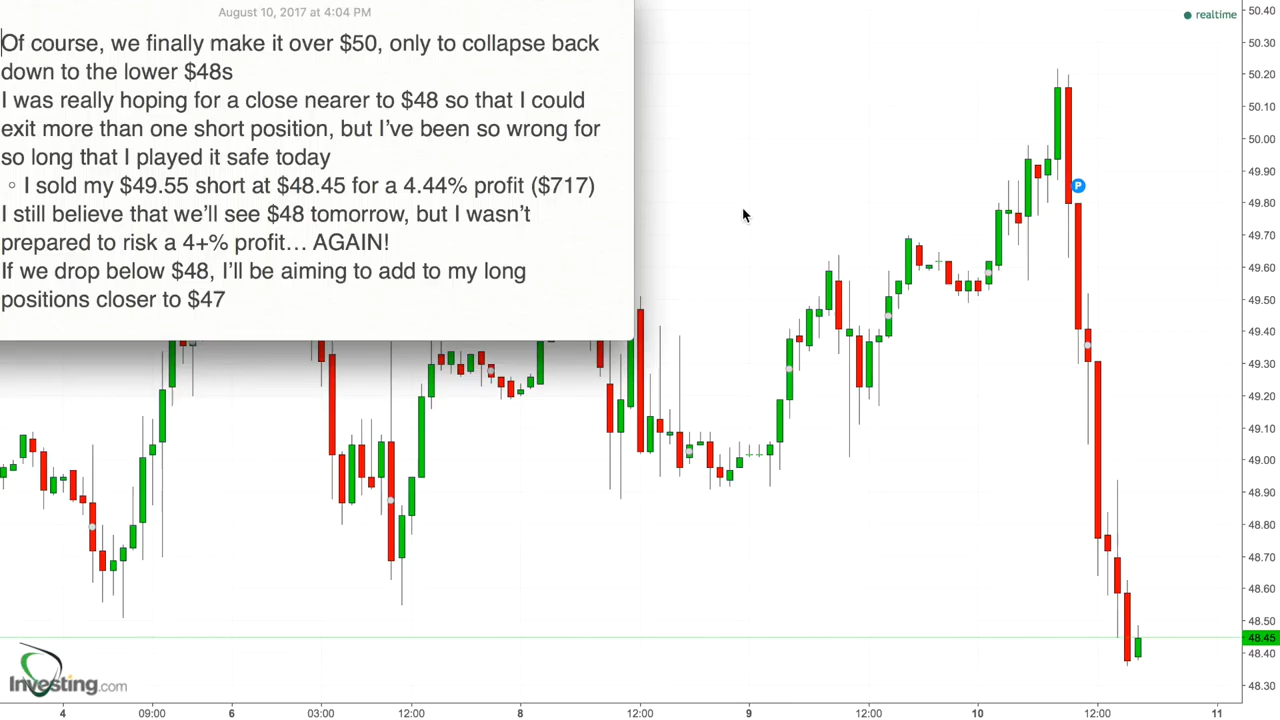 August 10, 2017 at 4:04 PM
Of course, we finally make it over $50, only to collapse back
down to the lower $48s
I was really hoping for a close nearer to $48 so that I could
exit more than one short position, but I’ve been so wrong for
so long that I played it safe today
◦ I sold my $49.55 short at $48.45 for a 4.44% profit ($717)
I still believe that we’ll see $48 tomorrow, but I wasn’t
prepared to risk a 4+% profit… AGAIN!
If we drop below $48, I’ll be aiming to add to my long
positions closer to $47
realtime
P
50.40
50.30
50.20
50.10
50.00
49.90
49.80
49.70
49.60
49.50
49.40
49.30
49.20
49.10
49.00
48.90
48.80
48.70
48.60
48.50
48.45
48.40
48.30
Investing.com
4 09:00 6 03:00 12:00 8 12:00 9 12:00 10 12:00 11